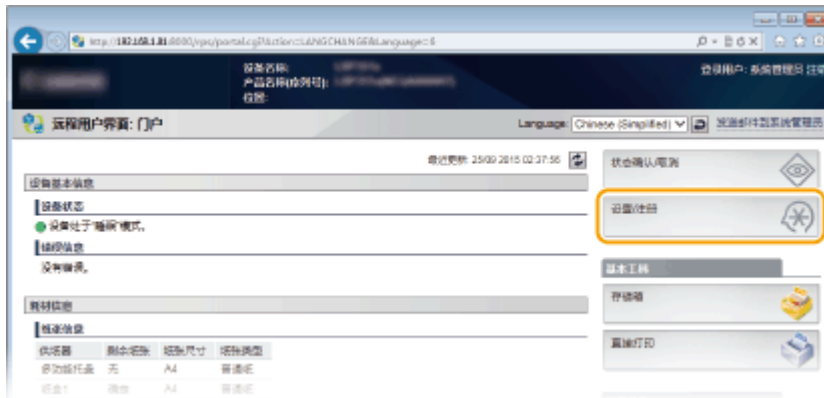 http://192.168.1.81:8000/rps/portal.cgi?Action=LANGCHANGE&Language=6
设备名称:
产品名称(序列号):
位置:
登录用户: 系统管理员 注销
远程用户界面: 门户
Language: Chinese (Simplified)
发送邮件到系统管理员
最近更新: 25/09 2015 02:37:56
状态确认/取消
设备基本信息
设置/注册
设备状态
设备处于"睡眠"模式。
错误信息
没有错误。
基本工具
存储箱
耗材信息
纸张信息
直接打印
供纸器 剩余纸张 纸张尺寸 纸张类型
多功能托盘 无 A4 普通纸
纸盒1 A4 普通纸